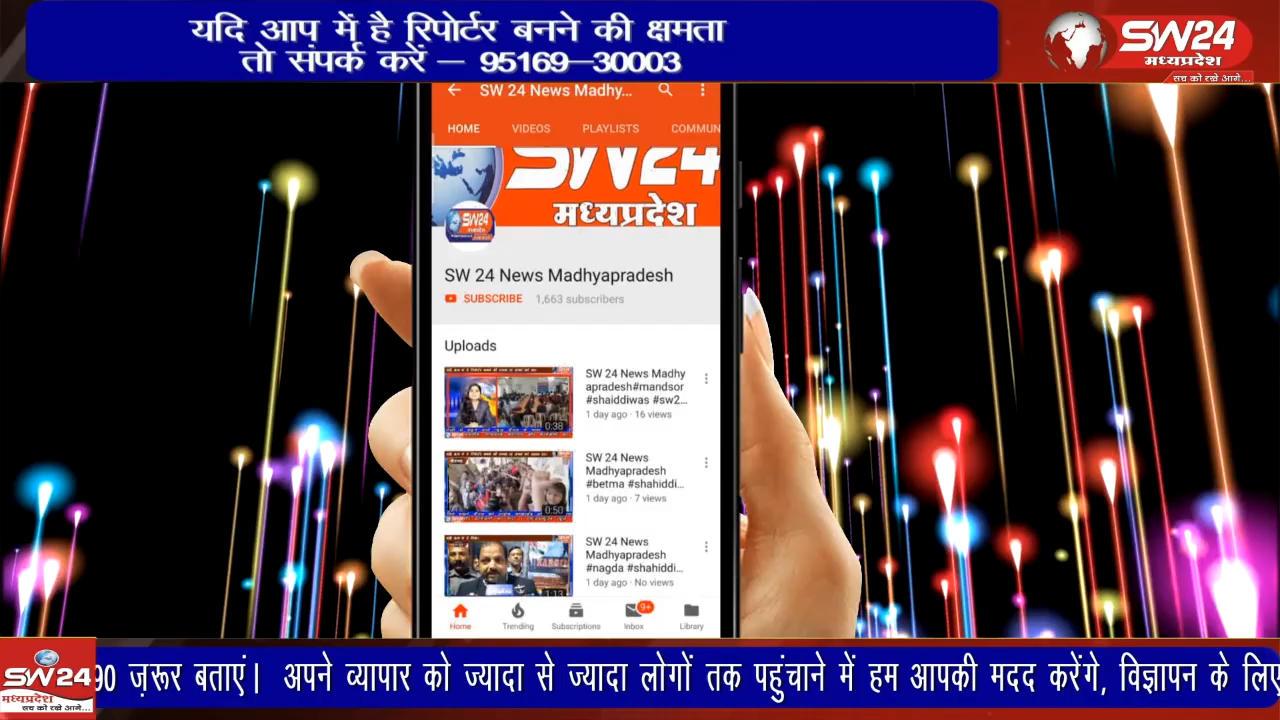 यदि आप में है रिपोर्टर बनने की क्षमता
तो संपर्क करें – 95169–30003
SW24
मध्यप्रदेश
सच को रखे आगे...
SW 24 News Madhy...
HOME VIDEOS PLAYLISTS COMMUN
SW24
मध्यप्रदेश
SW24
SW 24 News Madhyapradesh
SUBSCRIBE 1,663 subscribers
Uploads
SW 24 News Madhy
apradesh#mandsor
#shaiddiwas #sw2...
1 day ago · 16 views
0:38
SW 24 News
Madhyapradesh
#betma #shahiddi...
1 day ago · 7 views
0:50
SW 24 News
Madhyapradesh
#nagda #shahiddi...
1 day ago · No views
1:13
9+
Home Trending Subscriptions Inbox Library
SW24
मध्यप्रदेश
सच को रखे आगे...
90 ज़रूर बताएं। अपने व्यापार को ज्यादा से ज्यादा लोगों तक पहुंचाने में हम आपकी मदद करेंगे, विज्ञापन के लिए